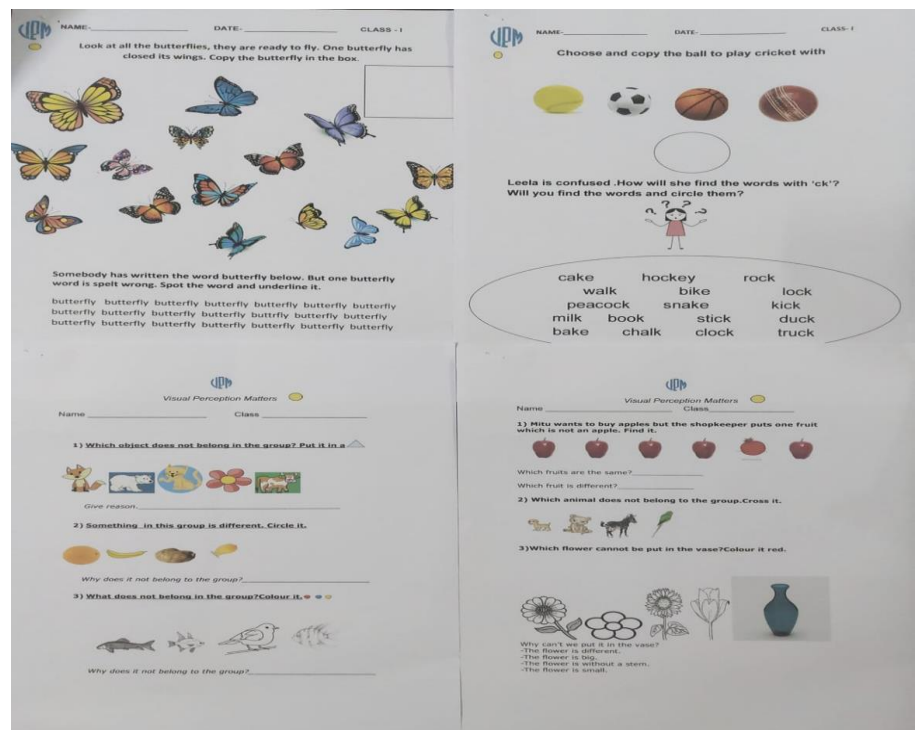 VPM NAME- DATE- CLASS - I
Look at all the butterflies, they are ready to fly. One butterfly has
closed its wings. Copy the butterfly in the box.
Somebody has written the word butterfly below. But one butterfly
word is spelt wrong. Spot the word and underline it.
butterfly butterfly butterfly butterfly butterfly butterfly butterfly
butterfly butterfly butterfly butterfly buttrfly butterfly butterfly
butterfly butterfly butterfly butterfly butterfly butterfly butterfly
VPM NAME- DATE- CLASS- I
Choose and copy the ball to play cricket with
Leela is confused .How will she find the words with 'ck'?
Will you find the words and circle them?
? ? ? ?
cake hockey rock
walk bike lock
peacock snake kick
milk book stick duck
bake chalk clock truck
VPM
Visual Perception Matters
Name Class
1) Which object does not belong in the group? Put it in a
Give reason.
2) Something in this group is different. Circle it.
Why does it not belong to the group?
3) What does not belong in the group?Colour it.
Why does it not belong to the group?
VPM
Visual Perception Matters
Name Class
1) Mitu wants to buy apples but the shopkeeper puts one fruit
which is not an apple. Find it.
Which fruits are the same?
Which fruit is different?
2) Which animal does not belong to the group.Cross it.
3)Which flower cannot be put in the vase?Colour it red.
Why can't we put it in the vase?
-The flower is different.
-The flower is big.
-The flower is without a stem.
-The flower is small.